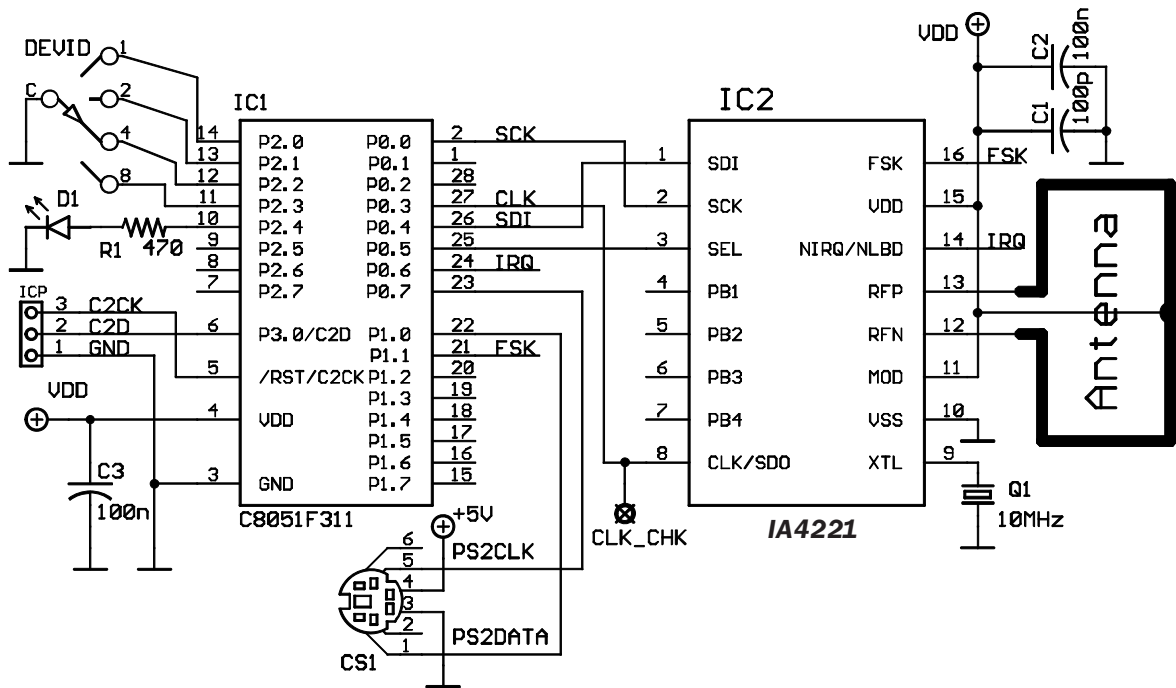 DEVID
1
C
2
4
8
D1
R1
470
ICP
3 C2CK
2 C2D
1 GND
VDD
C3
100n
IC1
14 P2.0
13 P2.1
12 P2.2
11 P2.3
10 P2.4
9 P2.5
8 P2.6
7 P2.7
6 P3.0/C2D
5 /RST/C2CK
4 VDD
3 GND
P0.0 2 SCK
P0.1 1
P0.2 28
P0.3 27 CLK
P0.4 26 SDI
P0.5 25
P0.6 24 IRQ
P0.7 23
P1.0 22
P1.1 21 FSK
P1.2 20
P1.3 19
P1.4 18
P1.5 17
P1.6 16
P1.7 15
C8051F311
+5V
6
PS2CLK
5
4
3
2
PS2DATA
1
CS1
CLK_CHK
IC2
1 SDI
2 SCK
3 SEL
4 PB1
5 PB2
6 PB3
7 PB4
8 CLK/SDO
FSK 16 FSK
VDD 15
NIRQ/NLBD 14 IRQ
RFP 13
RFN 12
MOD 11
VSS 10
XTL 9
IA4221
VDD
C2
100n
C1
100p
Antenna
Q1
10MHz